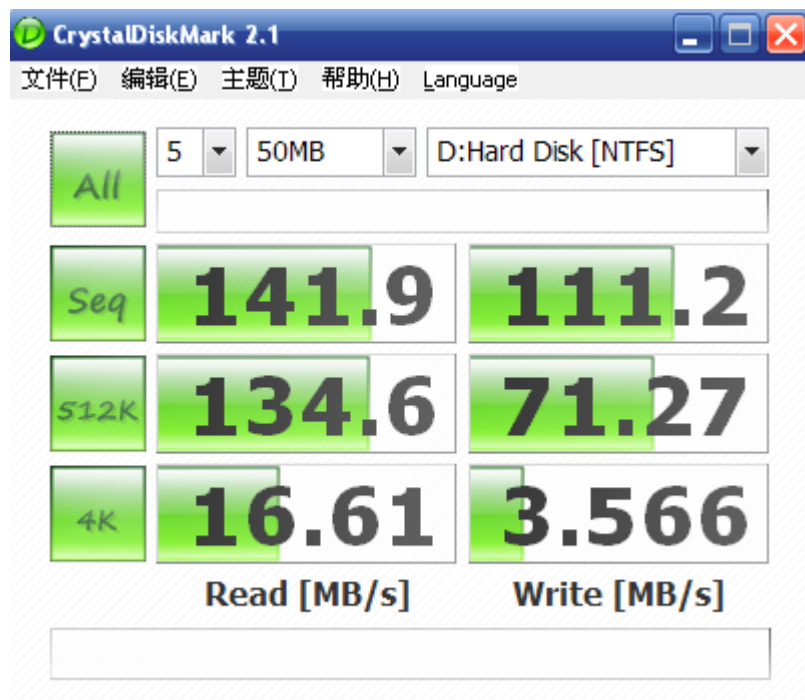 CrystalDiskMark 2.1
文件(F) 编辑(E) 主题(T) 帮助(H) Language
All 5 50MB D:Hard Disk [NTFS]
Seq 141.9 111.2
512K 134.6 71.27
4K 16.61 3.566
Read [MB/s] Write [MB/s]